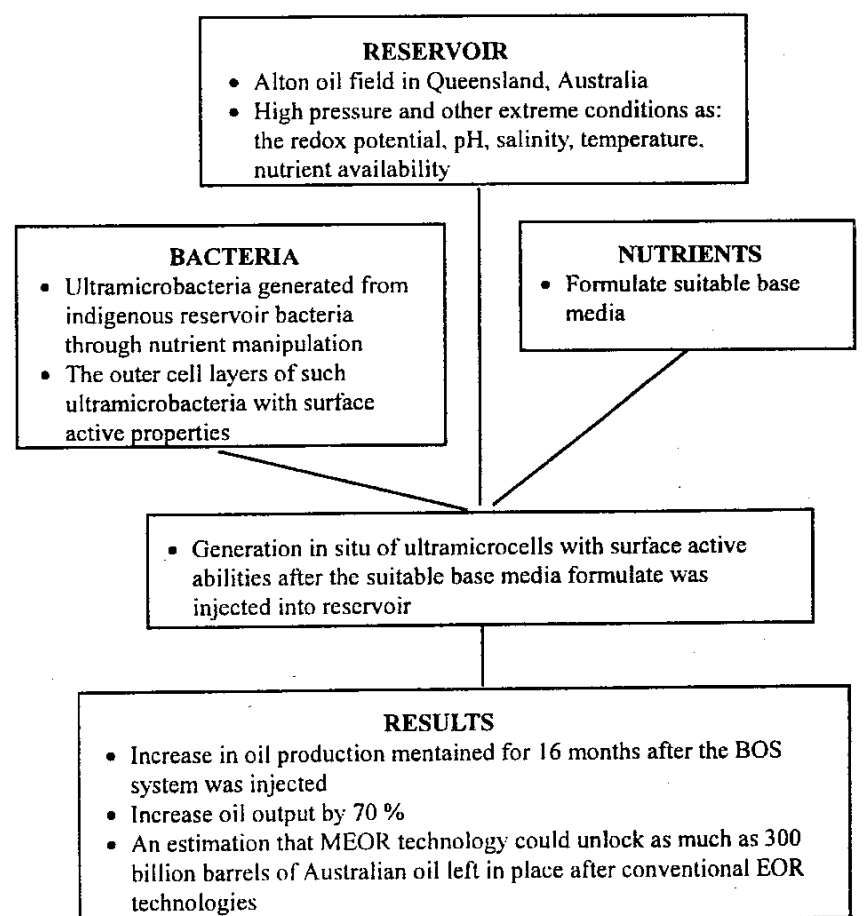 RESERVOIR
• Alton oil field in Queensland, Australia
• High pressure and other extreme conditions as:
the redox potential, pH, salinity, temperature,
nutrient availability
BACTERIA
• Ultramicrobacteria generated from
indigenous reservoir bacteria
through nutrient manipulation
• The outer cell layers of such
ultramicrobacteria with surface
active properties
NUTRIENTS
• Formulate suitable base
media
• Generation in situ of ultramicrocells with surface active
abilities after the suitable base media formulate was
injected into reservoir
RESULTS
• Increase in oil production mentained for 16 months after the BOS
system was injected
• Increase oil output by 70 %
• An estimation that MEOR technology could unlock as much as 300
billion barrels of Australian oil left in place after conventional EOR
technologies